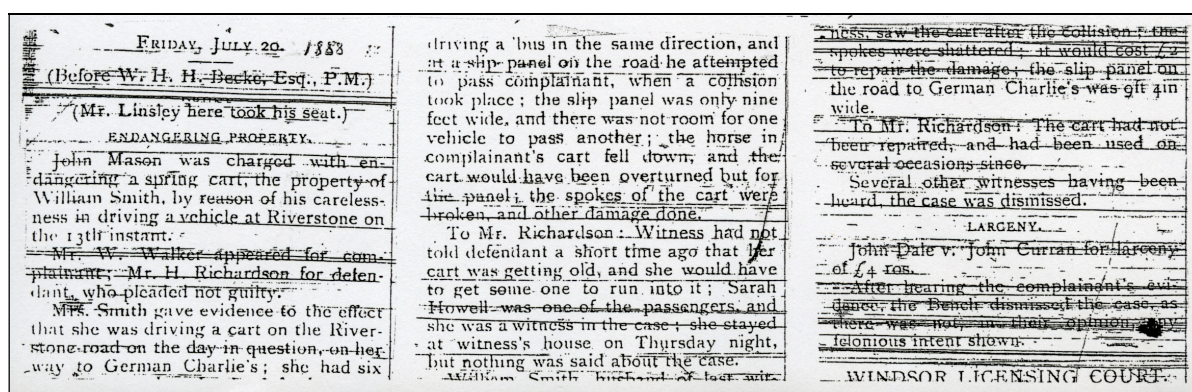 FRIDAY, JULY 20. 1888
(Before W. H. H. Becke, Esq., P.M.)
(Mr. Linsley here took his seat.)
ENDANGERING PROPERTY.
John Mason was charged with en-
dangering a spring cart, the property of
William Smith, by reason of his careless-
ness in driving a vehicle at Riverstone on
the 13th instant.
Mr. W. Walker appeared for com-
plainant; Mr. H. Richardson for defen-
dant, who pleaded not guilty.
Mrs. Smith gave evidence to the effect
that she was driving a cart on the River-
stone road on the day in question, on her
way to German Charlie's; she had six
driving a 'bus in the same direction, and
at a slip panel on the road he attempted
to pass complainant, when a collision
took place; the slip panel was only nine
feet wide, and there was not room for one
vehicle to pass another; the horse in
complainant's cart fell down, and the
cart would have been overturned but for
the panel; the spokes of the cart were
broken, and other damage done.
To Mr. Richardson: Witness had not
told defendant a short time ago that her
cart was getting old, and she would have
to get some one to run into it; Sarah
Howell was one of the passengers, and
she was a witness in the case; she stayed
at witness's house on Thursday night,
but nothing was said about the case.
William Smith, husband of last wit-
ness, saw the cart after the collision; the
spokes were shattered; it would cost £2
to repair the damage; the slip panel on
the road to German Charlie's was 9ft 4in
wide.
To Mr. Richardson: The cart had not
been repaired, and had been used on
several occasions since.
Several other witnesses having been
heard, the case was dismissed.
LARCENY.
John Dale v. John Curran for larceny
of £4 10s.
After hearing the complainant's evi-
dence, the Bench dismissed the case, as
there was not, in their opinion, any
felonious intent shown.
WINDSOR LICENSING COURT.